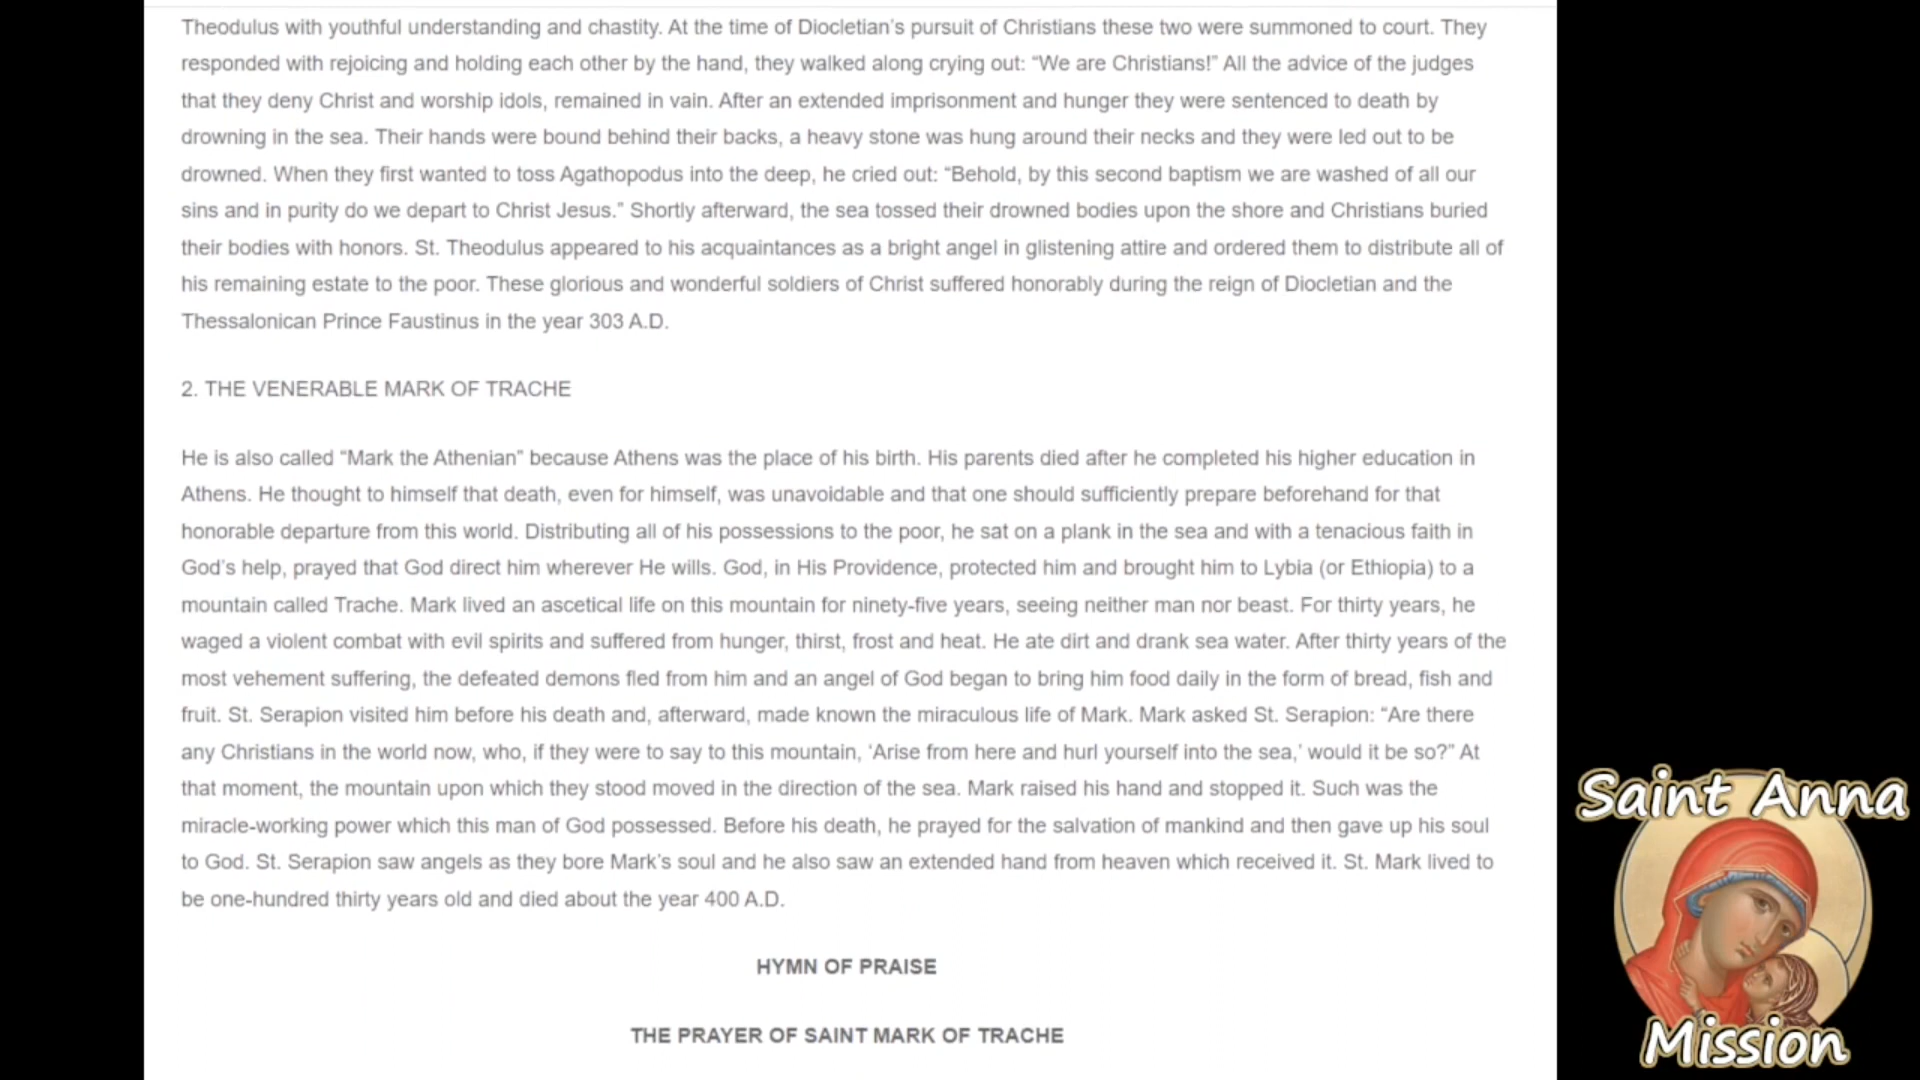 Theodulus with youthful understanding and chastity. At the time of Diocletian’s pursuit of Christians these two were summoned to court. They
responded with rejoicing and holding each other by the hand, they walked along crying out: “We are Christians!” All the advice of the judges
that they deny Christ and worship idols, remained in vain. After an extended imprisonment and hunger they were sentenced to death by
drowning in the sea. Their hands were bound behind their backs, a heavy stone was hung around their necks and they were led out to be
drowned. When they first wanted to toss Agathopodus into the deep, he cried out: “Behold, by this second baptism we are washed of all our
sins and in purity do we depart to Christ Jesus.” Shortly afterward, the sea tossed their drowned bodies upon the shore and Christians buried
their bodies with honors. St. Theodulus appeared to his acquaintances as a bright angel in glistening attire and ordered them to distribute all of
his remaining estate to the poor. These glorious and wonderful soldiers of Christ suffered honorably during the reign of Diocletian and the
Thessalonican Prince Faustinus in the year 303 A.D.
2. THE VENERABLE MARK OF TRACHE
He is also called “Mark the Athenian” because Athens was the place of his birth. His parents died after he completed his higher education in
Athens. He thought to himself that death, even for himself, was unavoidable and that one should sufficiently prepare beforehand for that
honorable departure from this world. Distributing all of his possessions to the poor, he sat on a plank in the sea and with a tenacious faith in
God’s help, prayed that God direct him wherever He wills. God, in His Providence, protected him and brought him to Lybia (or Ethiopia) to a
mountain called Trache. Mark lived an ascetical life on this mountain for ninety-five years, seeing neither man nor beast. For thirty years, he
waged a violent combat with evil spirits and suffered from hunger, thirst, frost and heat. He ate dirt and drank sea water. After thirty years of the
most vehement suffering, the defeated demons fled from him and an angel of God began to bring him food daily in the form of bread, fish and
fruit. St. Serapion visited him before his death and, afterward, made known the miraculous life of Mark. Mark asked St. Serapion: “Are there
any Christians in the world now, who, if they were to say to this mountain, ‘Arise from here and hurl yourself into the sea,’ would it be so?” At
that moment, the mountain upon which they stood moved in the direction of the sea. Mark raised his hand and stopped it. Such was the
miracle-working power which this man of God possessed. Before his death, he prayed for the salvation of mankind and then gave up his soul
to God. St. Serapion saw angels as they bore Mark’s soul and he also saw an extended hand from heaven which received it. St. Mark lived to
be one-hundred thirty years old and died about the year 400 A.D.
HYMN OF PRAISE
THE PRAYER OF SAINT MARK OF TRACHE
Saint Anna
Mission